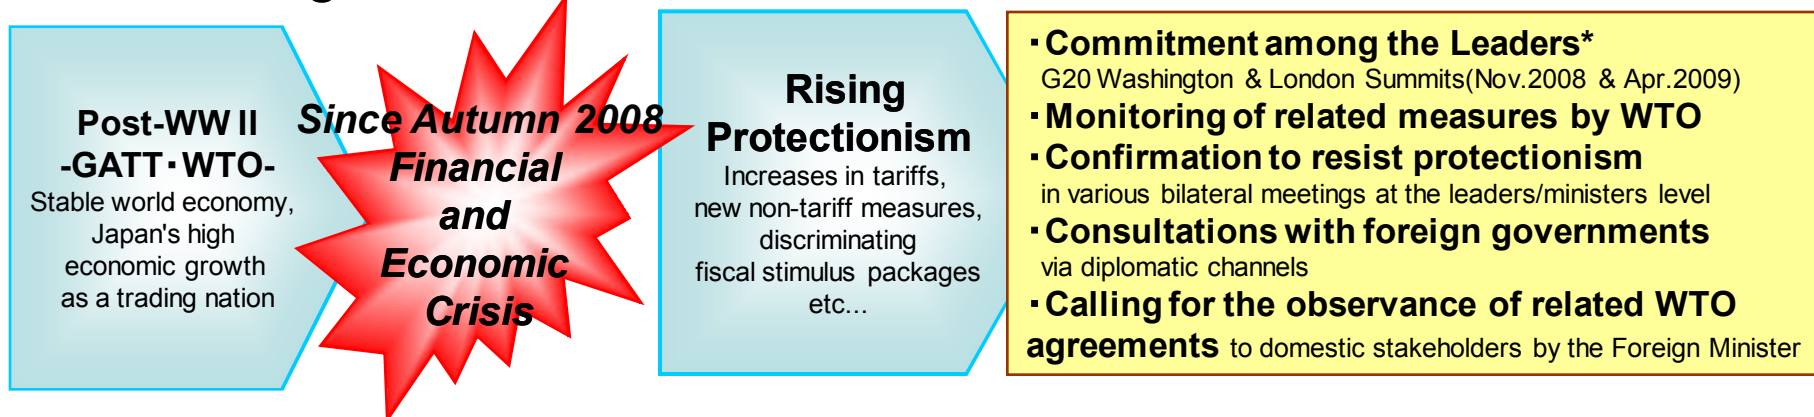 Post-WW II
-GATT・WTO-
Stable world economy,
Japan's high
economic growth
as a trading nation
Since Autumn 2008
Financial
and
Economic
Crisis
Rising
Protectionism
Increases in tariffs,
new non-tariff measures,
discriminating
fiscal stimulus packages
etc...
・Commitment among the Leaders*
G20 Washington & London Summits(Nov.2008 & Apr.2009)
・Monitoring of related measures by WTO
・Confirmation to resist protectionism
in various bilateral meetings at the leaders/ministers level
・Consultations with foreign governments
via diplomatic channels
・Calling for the observance of related WTO
agreements to domestic stakeholders by the Foreign Minister